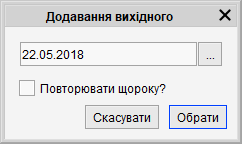 Додавання вихідного
22.05.2018
...
Повторювати щороку?
Скасувати Обрати